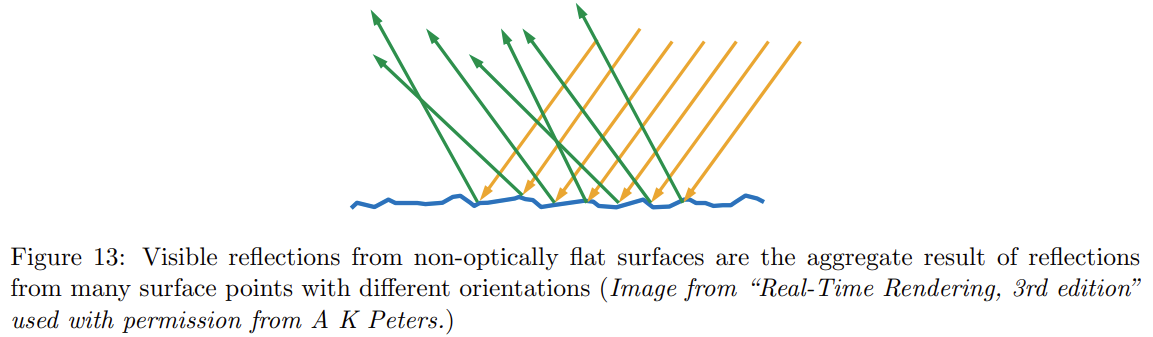 Figure 13: Visible reflections from non-optically flat surfaces are the aggregate result of reflections
from many surface points with different orientations (Image from “Real-Time Rendering, 3rd edition”
used with permission from A K Peters.)